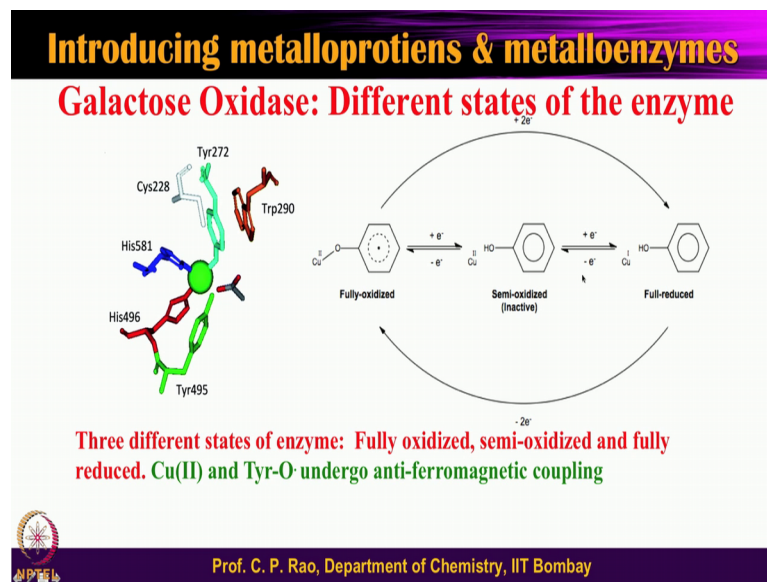 Introducing metalloprotiens & metalloenzymes
Galactose Oxidase: Different states of the enzyme
+ 2e-
Tyr272
Cys228
Trp290
His581
His496
Tyr495
II
Cu
O
+ e-
- e-
II
Cu
HO
+ e-
- e-
I
Cu
HO
Fully-oxidized
Semi-oxidized
(Inactive)
Full-reduced
- 2e-
Three different states of enzyme: Fully oxidized, semi-oxidized and fully
reduced. Cu(II) and Tyr-O· undergo anti-ferromagnetic coupling
NPTEL
Prof. C. P. Rao, Department of Chemistry, IIT Bombay